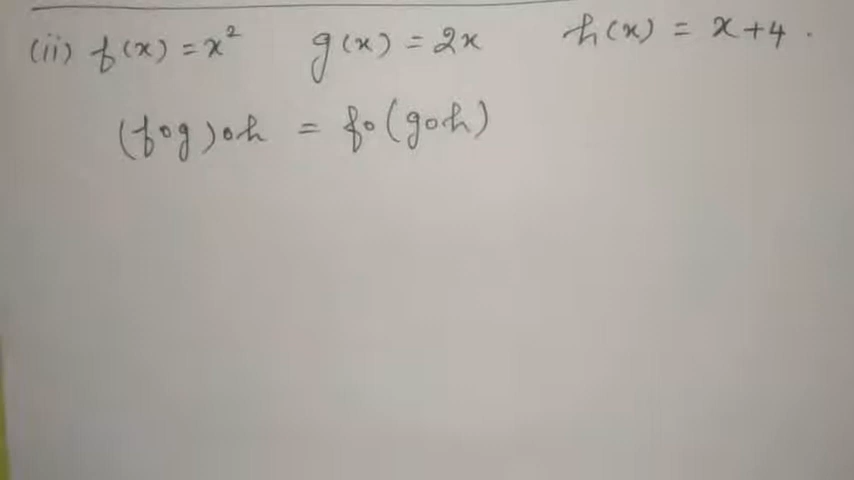 (ii) f(x) = x² g(x) = 2x h(x) = x+4.
(fog)oh = fo(goh)